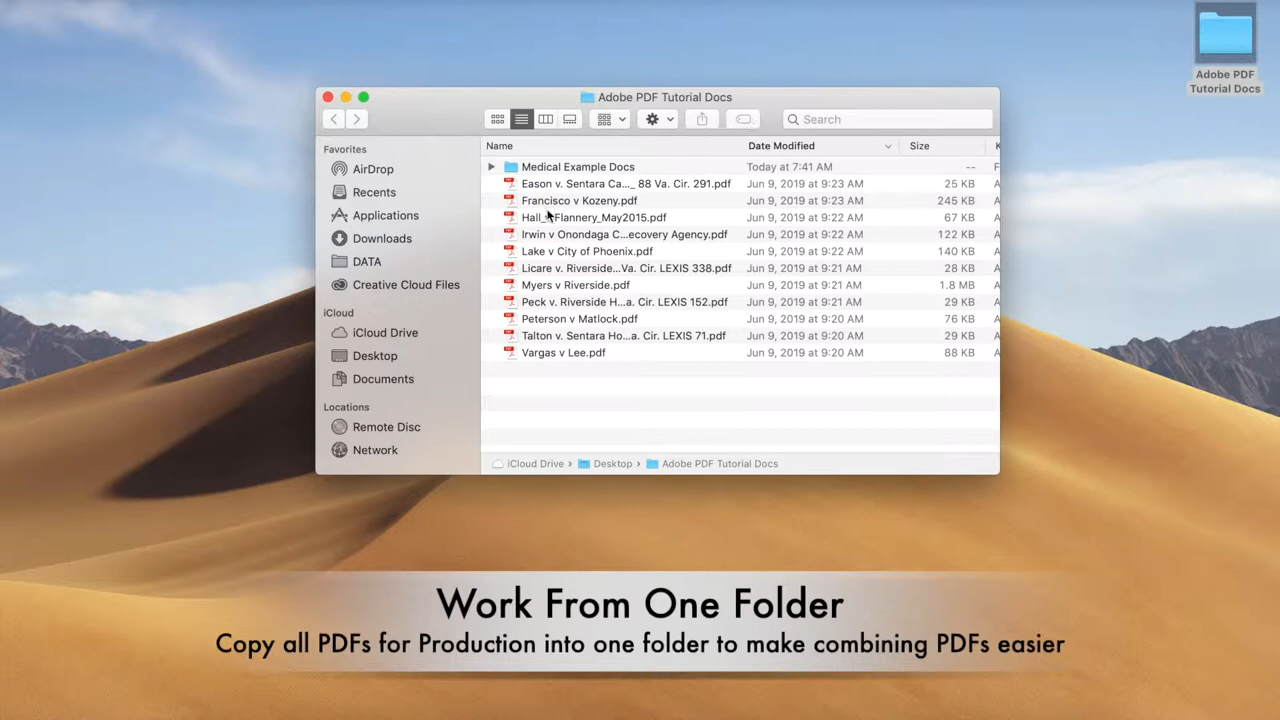 Adobe PDF
Tutorial Docs
Adobe PDF Tutorial Docs
Search
Favorites
AirDrop
Recents
Applications
Downloads
DATA
Creative Cloud Files
iCloud
iCloud Drive
Desktop
Documents
Locations
Remote Disc
Network
Name Date Modified Size
Medical Example Docs Today at 7:41 AM --
Eason v. Sentara Ca..._ 88 Va. Cir. 291.pdf Jun 9, 2019 at 9:23 AM 25 KB
Francisco v Kozeny.pdf Jun 9, 2019 at 9:23 AM 245 KB
Hall_v_Flannery_May2015.pdf Jun 9, 2019 at 9:22 AM 67 KB
Irwin v Onondaga C...ecovery Agency.pdf Jun 9, 2019 at 9:22 AM 122 KB
Lake v City of Phoenix.pdf Jun 9, 2019 at 9:22 AM 140 KB
Licare v. Riverside...Va. Cir. LEXIS 338.pdf Jun 9, 2019 at 9:21 AM 28 KB
Myers v Riverside.pdf Jun 9, 2019 at 9:21 AM 1.8 MB
Peck v. Riverside H...a. Cir. LEXIS 152.pdf Jun 9, 2019 at 9:21 AM 29 KB
Peterson v Matlock.pdf Jun 9, 2019 at 9:20 AM 76 KB
Talton v. Sentara Ho...a. Cir. LEXIS 71.pdf Jun 9, 2019 at 9:20 AM 29 KB
Vargas v Lee.pdf Jun 9, 2019 at 9:20 AM 88 KB
iCloud Drive › Desktop › Adobe PDF Tutorial Docs
Work From One Folder
Copy all PDFs for Production into one folder to make combining PDFs easier